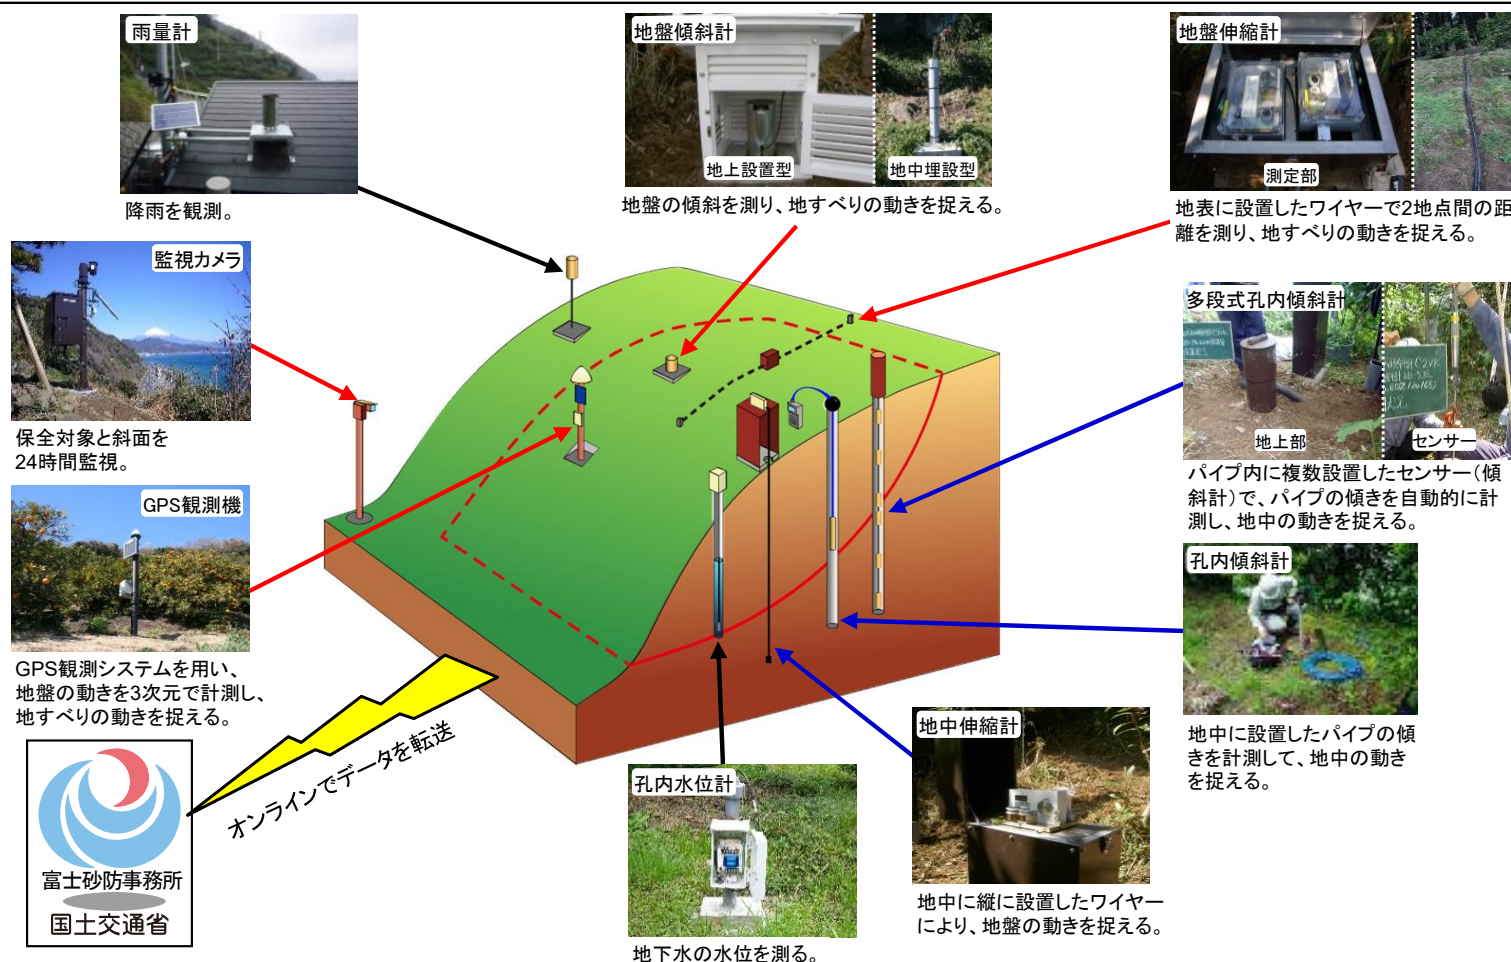 雨量計
降雨を観測。
地盤傾斜計
地上設置型
地中埋設型
地盤の傾斜を測り、地すべりの動きを捉える。
地盤伸縮計
測定部
地表に設置したワイヤーで2地点間の距
離を測り、地すべりの動きを捉える。
監視カメラ
保全対象と斜面を
24時間監視。
多段式孔内傾斜計
地上部
センサー
パイプ内に複数設置したセンサー(傾
斜計)で、パイプの傾きを自動的に計
測し、地中の動きを捉える。
GPS観測機
GPS観測システムを用い、
地盤の動きを3次元で計測し、
地すべりの動きを捉える。
孔内傾斜計
地中に設置したパイプの傾
きを計測して、地中の動き
を捉える。
オンラインでデータを転送
富士砂防事務所
国土交通省
孔内水位計
地下水の水位を測る。
地中伸縮計
地中に縦に設置したワイヤー
により、地盤の動きを捉える。